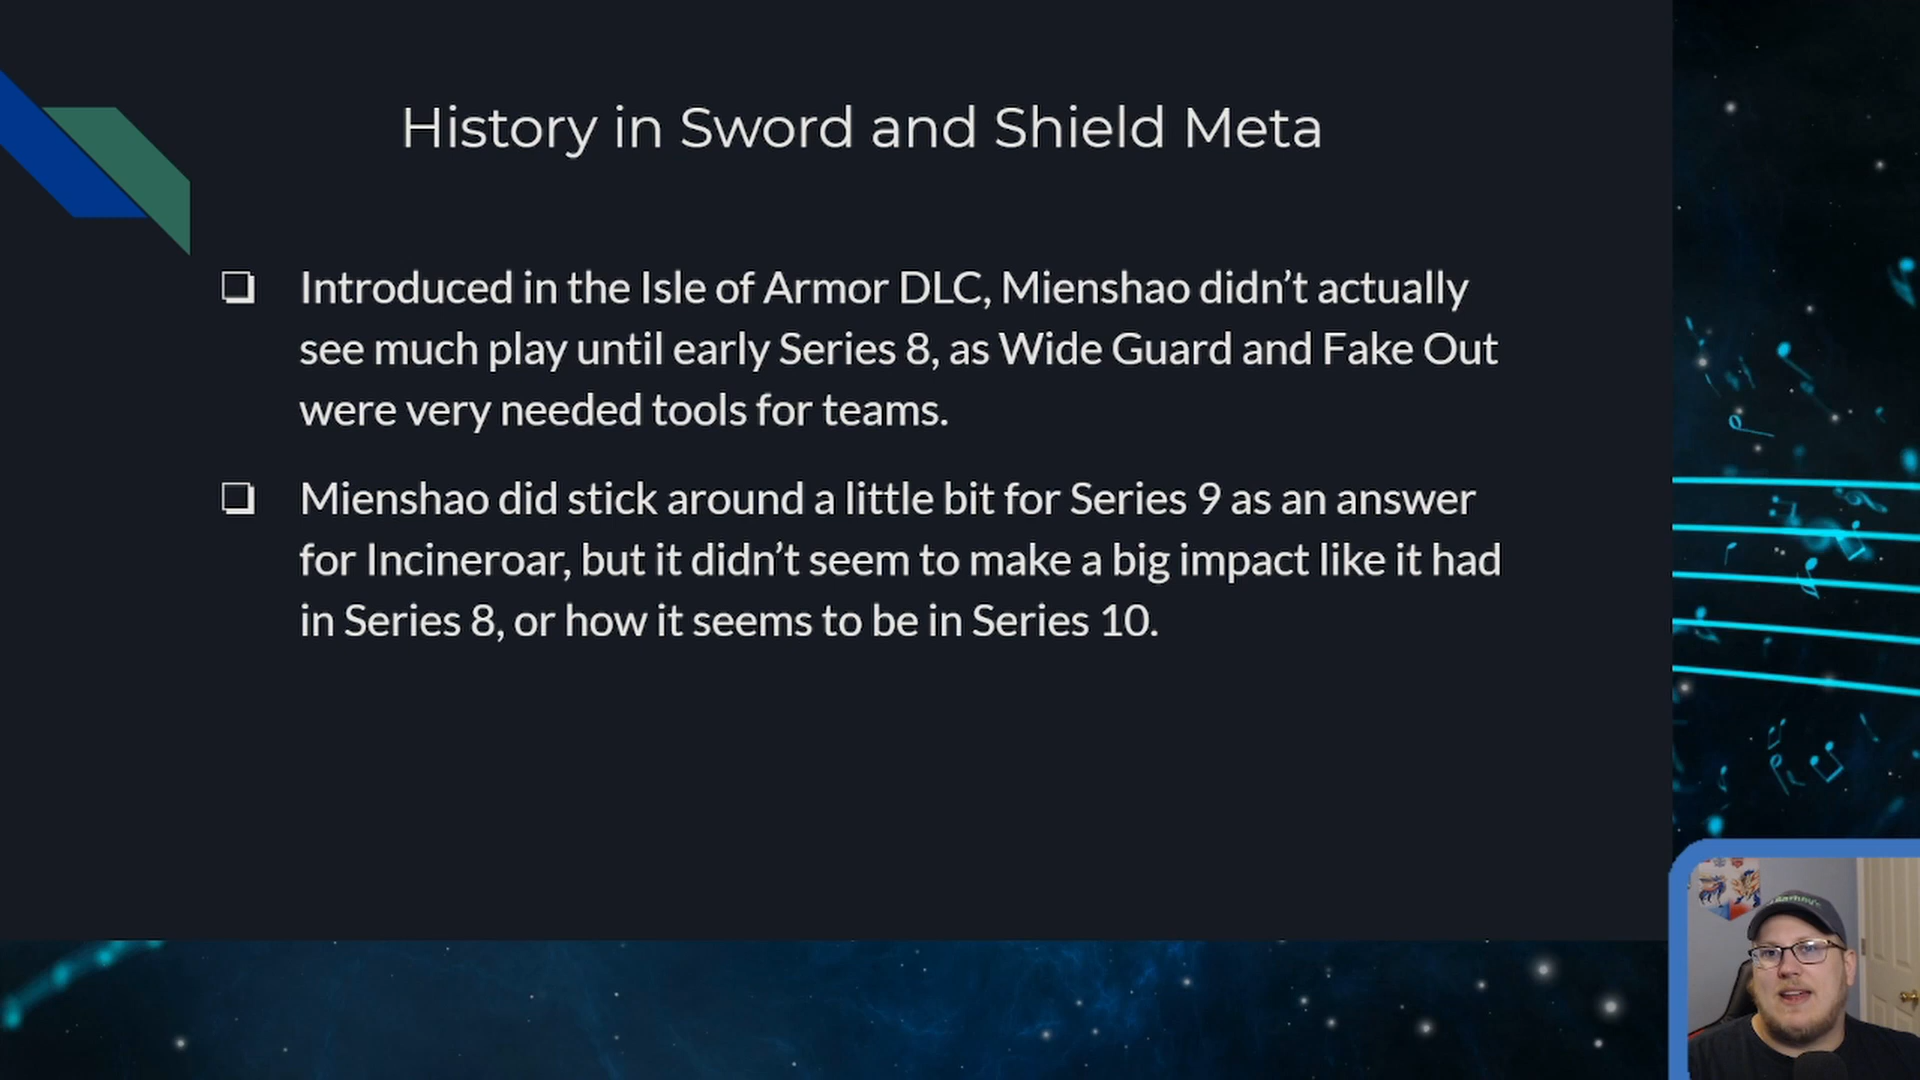 History in Sword and Shield Meta
Introduced in the Isle of Armor DLC, Mienshao didn’t actually
see much play until early Series 8, as Wide Guard and Fake Out
were very needed tools for teams.
Mienshao did stick around a little bit for Series 9 as an answer
for Incineroar, but it didn’t seem to make a big impact like it had
in Series 8, or how it seems to be in Series 10.